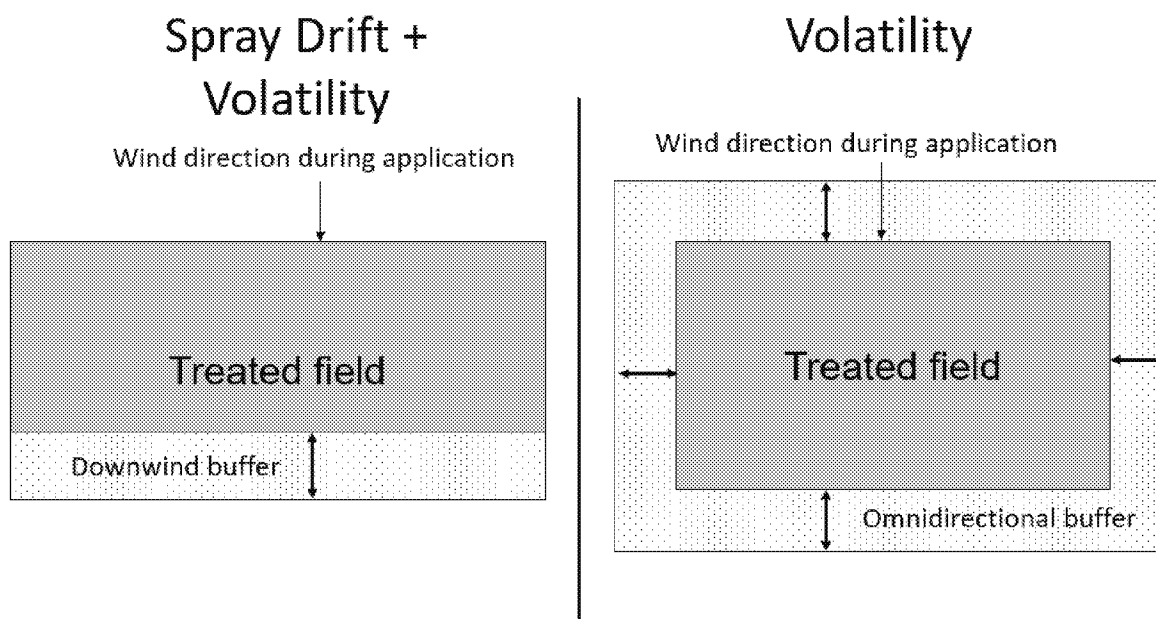 Spray Drift +
Volatility
Wind direction during application
Treated field
Downwind buffer
Volatility
Wind direction during application
Treated field
Omnidirectional buffer